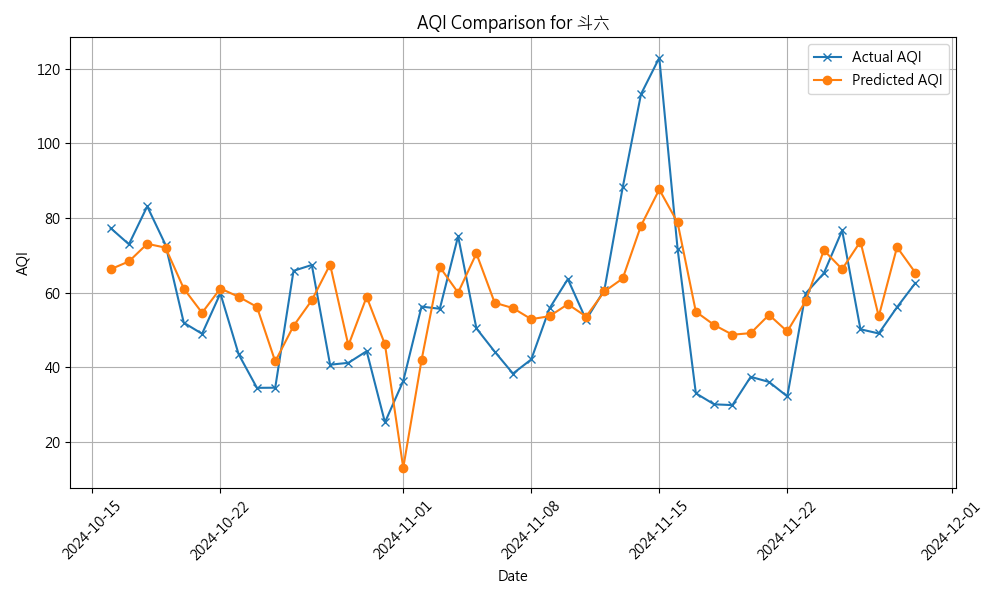 AQI Comparison for 斗六
Actual AQI
Predicted AQI
AQI
120
100
80
60
40
20
2024-10-15
2024-10-22
2024-11-01
2024-11-08
2024-11-15
2024-11-22
2024-12-01
Date